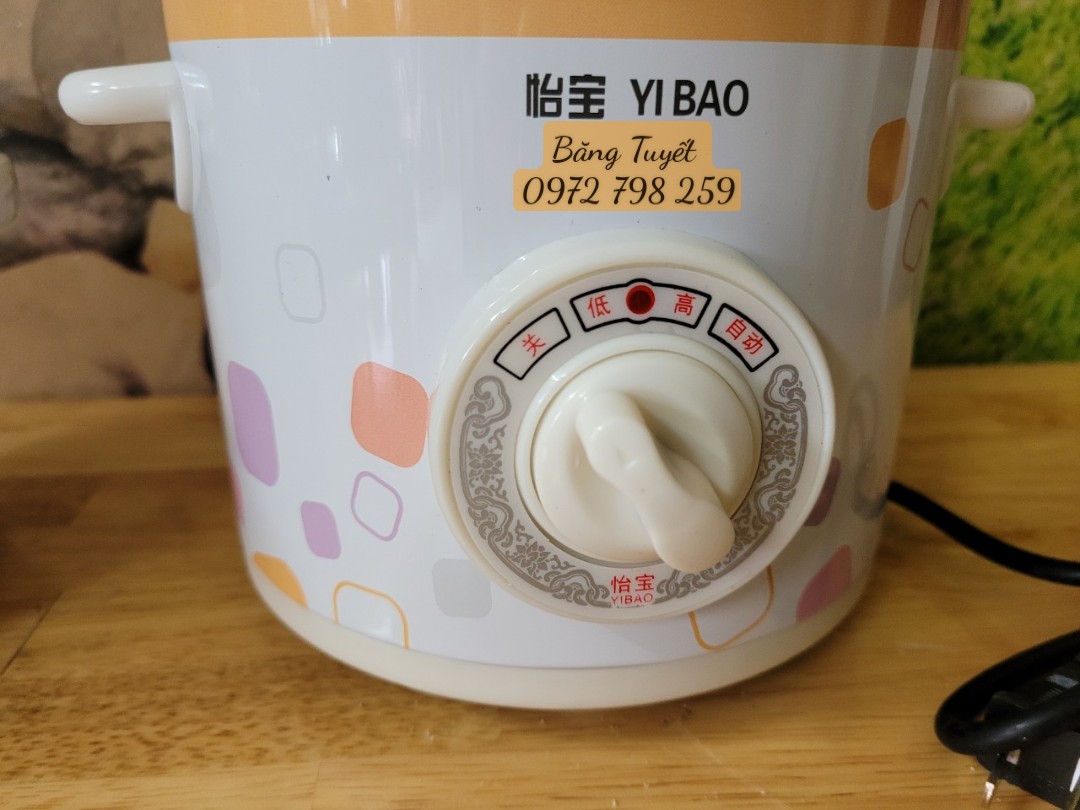 怡宝 YI BAO
Băng Tuyết
0972 798 259
关 低 高 自动
怡宝
YIBAO